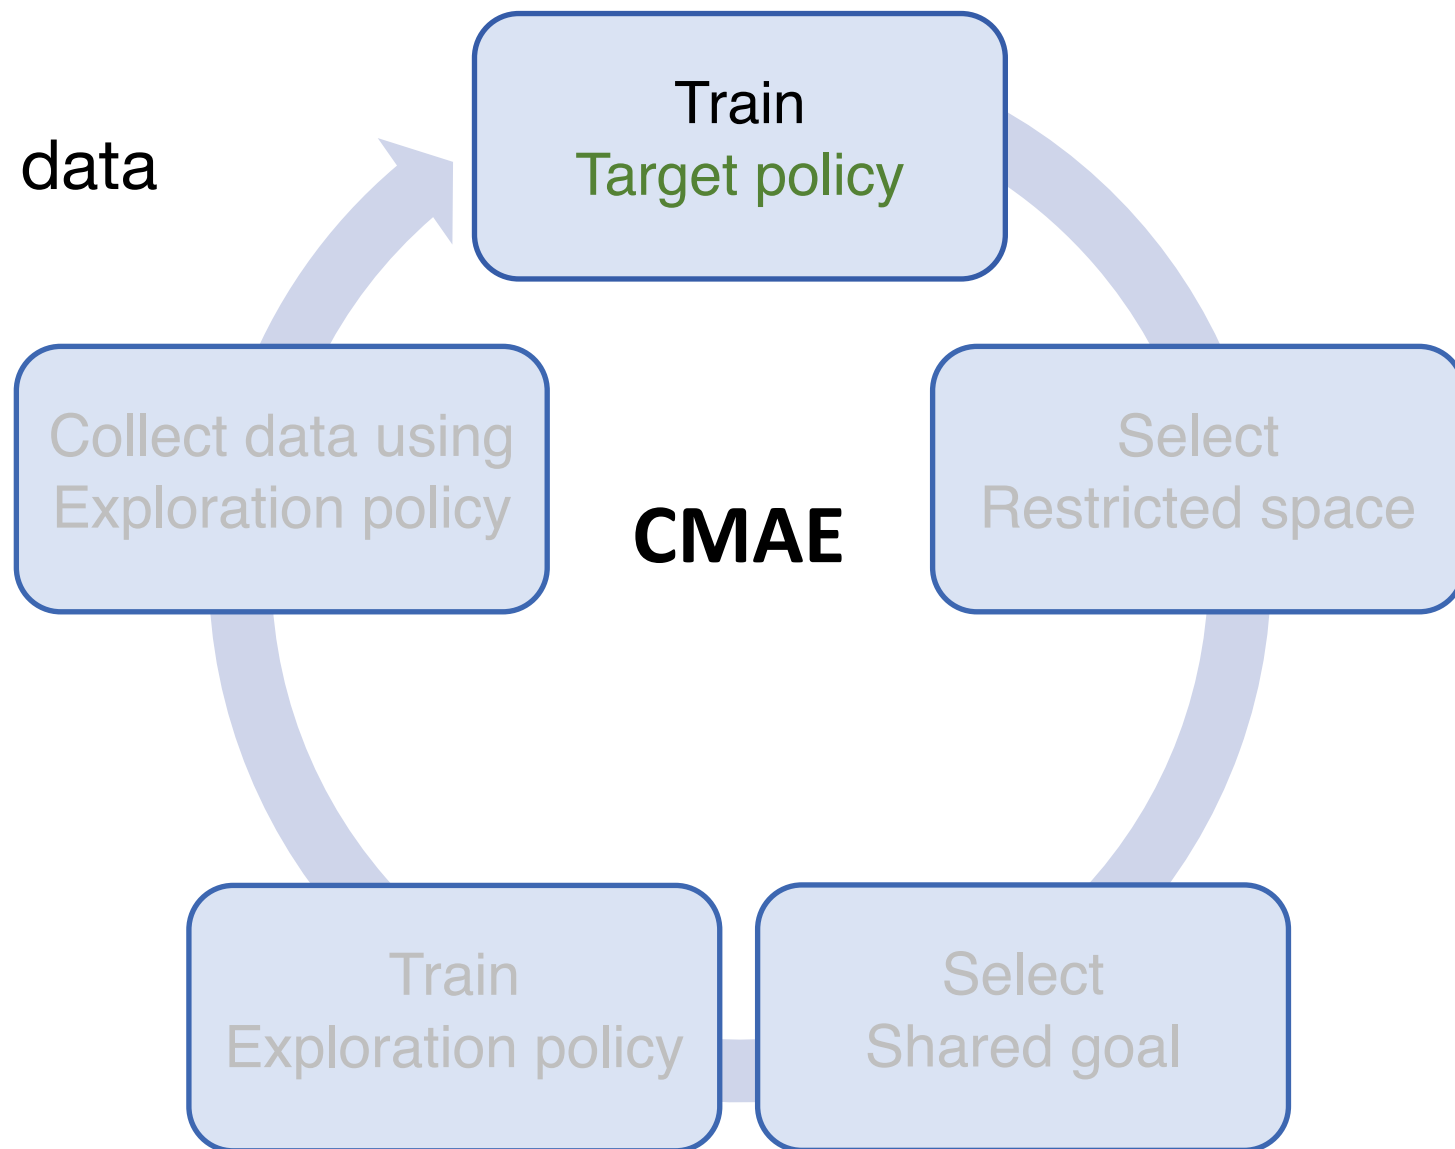 Train
Target policy
data
Collect data using
Exploration policy
Select
Restricted space
CMAE
Train
Exploration policy
Select
Shared goal